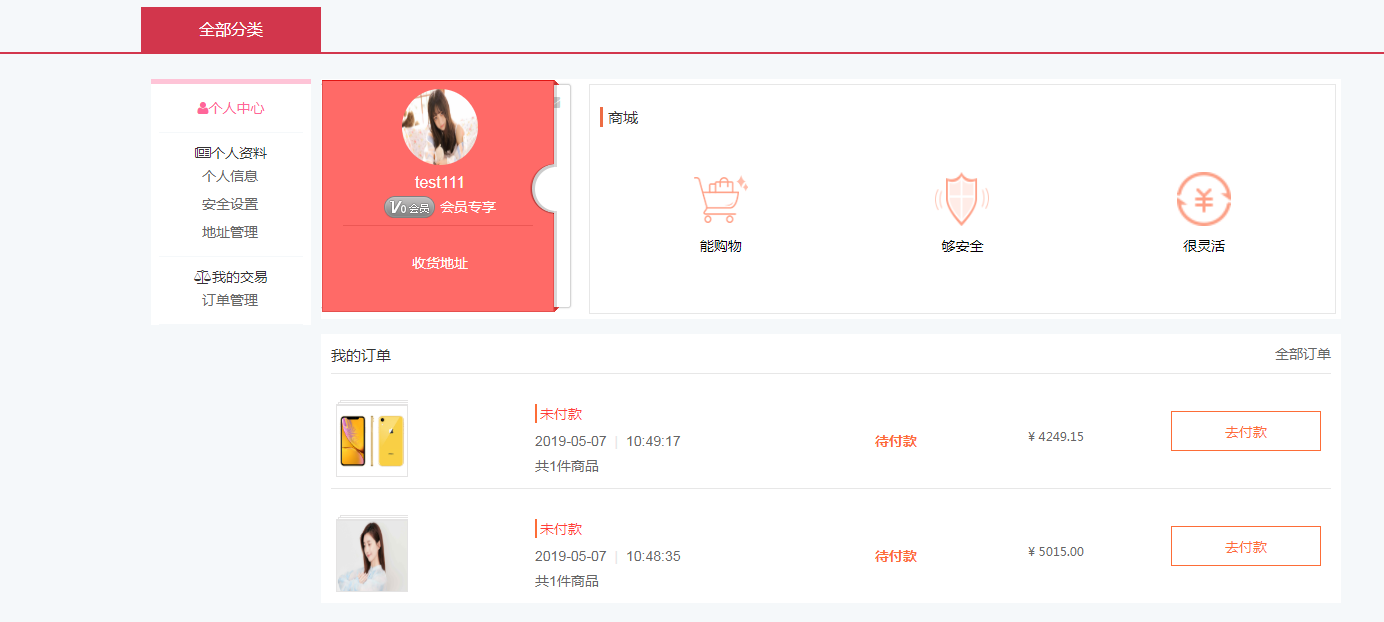 全部分类
个人中心
个人资料
个人信息
安全设置
地址管理
我的交易
订单管理
test111
V0 会员 会员专享
收货地址
商城
能购物 够安全 很灵活
我的订单 全部订单
未付款
2019-05-07 | 10:49:17 待付款 ¥ 4249.15 去付款
共1件商品
未付款
2019-05-07 | 10:48:35 待付款 ¥ 5015.00 去付款
共1件商品